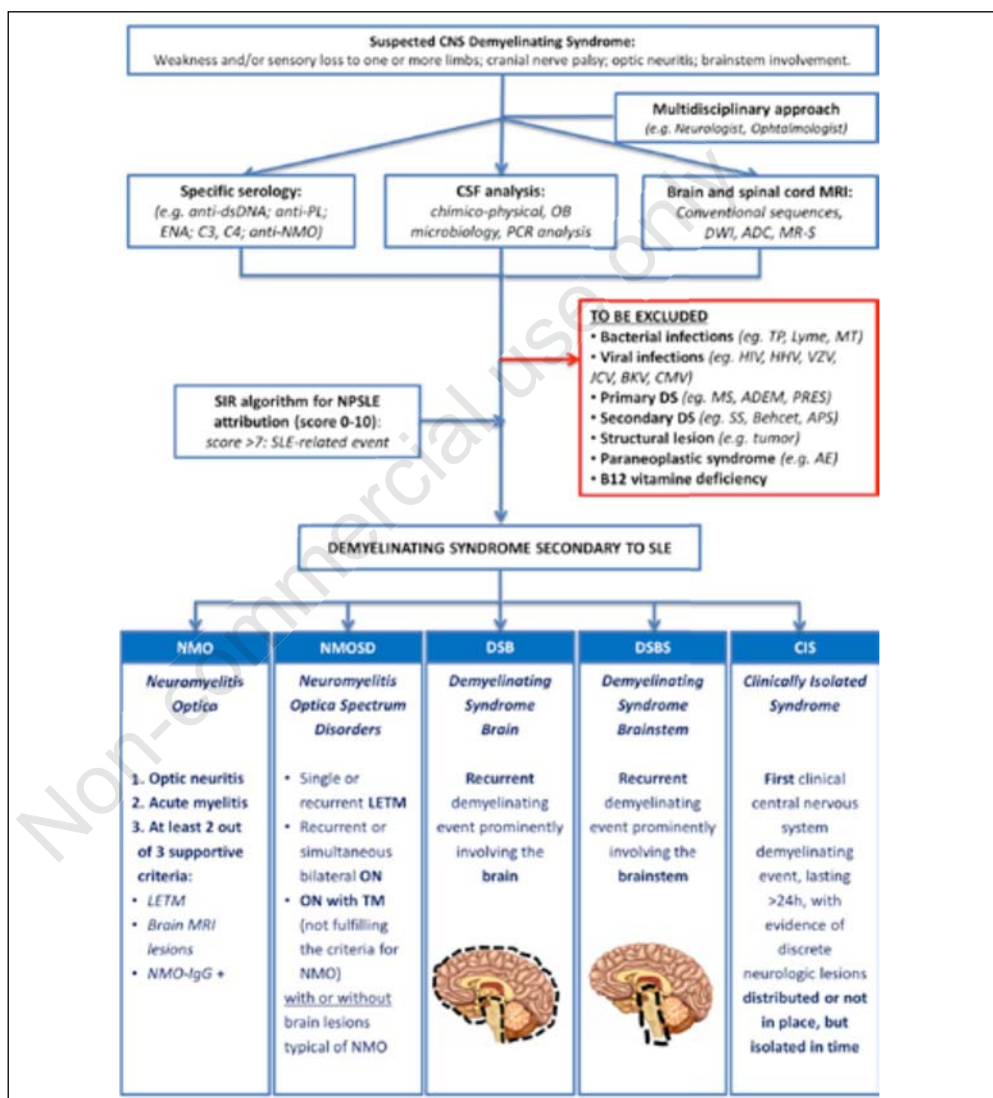 Suspected CNS Demyelinating Syndrome:
Weakness and/or sensory loss to one or more limbs; cranial nerve palsy; optic neuritis; brainstem involvement.
Multidisciplinary approach
(e.g. Neurologist, Ophtalmologist)
Specific serology:
(e.g. anti-dsDNA; anti-PL;
ENA; C3, C4; anti-NMO)
CSF analysis:
chimico-physical, OB
microbiology, PCR analysis
Brain and spinal cord MRI:
Conventional sequences,
DWI, ADC, MR-S
TO BE EXCLUDED
• Bacterial infections (eg. TP, Lyme, MT)
• Viral infections (eg. HIV, HHV, VZV,
JCV, BKV, CMV)
• Primary DS (eg. MS, ADEM, PRES)
• Secondary DS (eg. SS, Behcet, APS)
• Structural lesion (e.g. tumor)
• Paraneoplastic syndrome (e.g. AE)
• B12 vitamine deficiency
SIR algorithm for NPSLE
attribution (score 0-10):
score >7: SLE-related event
DEMYELINATING SYNDROME SECONDARY TO SLE
NMO
Neuromyelitis
Optica
1. Optic neuritis
2. Acute myelitis
3. At least 2 out
of 3 supportive
criteria:
• LETM
• Brain MRI
lesions
• NMO-IgG +
NMOSD
Neuromyelitis
Optica Spectrum
Disorders
• Single or
recurrent LETM
• Recurrent or
simultaneous
bilateral ON
• ON with TM
(not fulfilling
the criteria for
NMO)
with or without
brain lesions
typical of NMO
DSB
Demyelinating
Syndrome
Brain
Recurrent
demyelinating
event prominently
involving the
brain
DSBS
Demyelinating
Syndrome
Brainstem
Recurrent
demyelinating
event prominently
involving the
brainstem
CIS
Clinically Isolated
Syndrome
First clinical
central nervous
system
demyelinating
event, lasting
>24h, with
evidence of
discrete
neurologic lesions
distributed or not
in place, but
isolated in time
Non-commercial use only